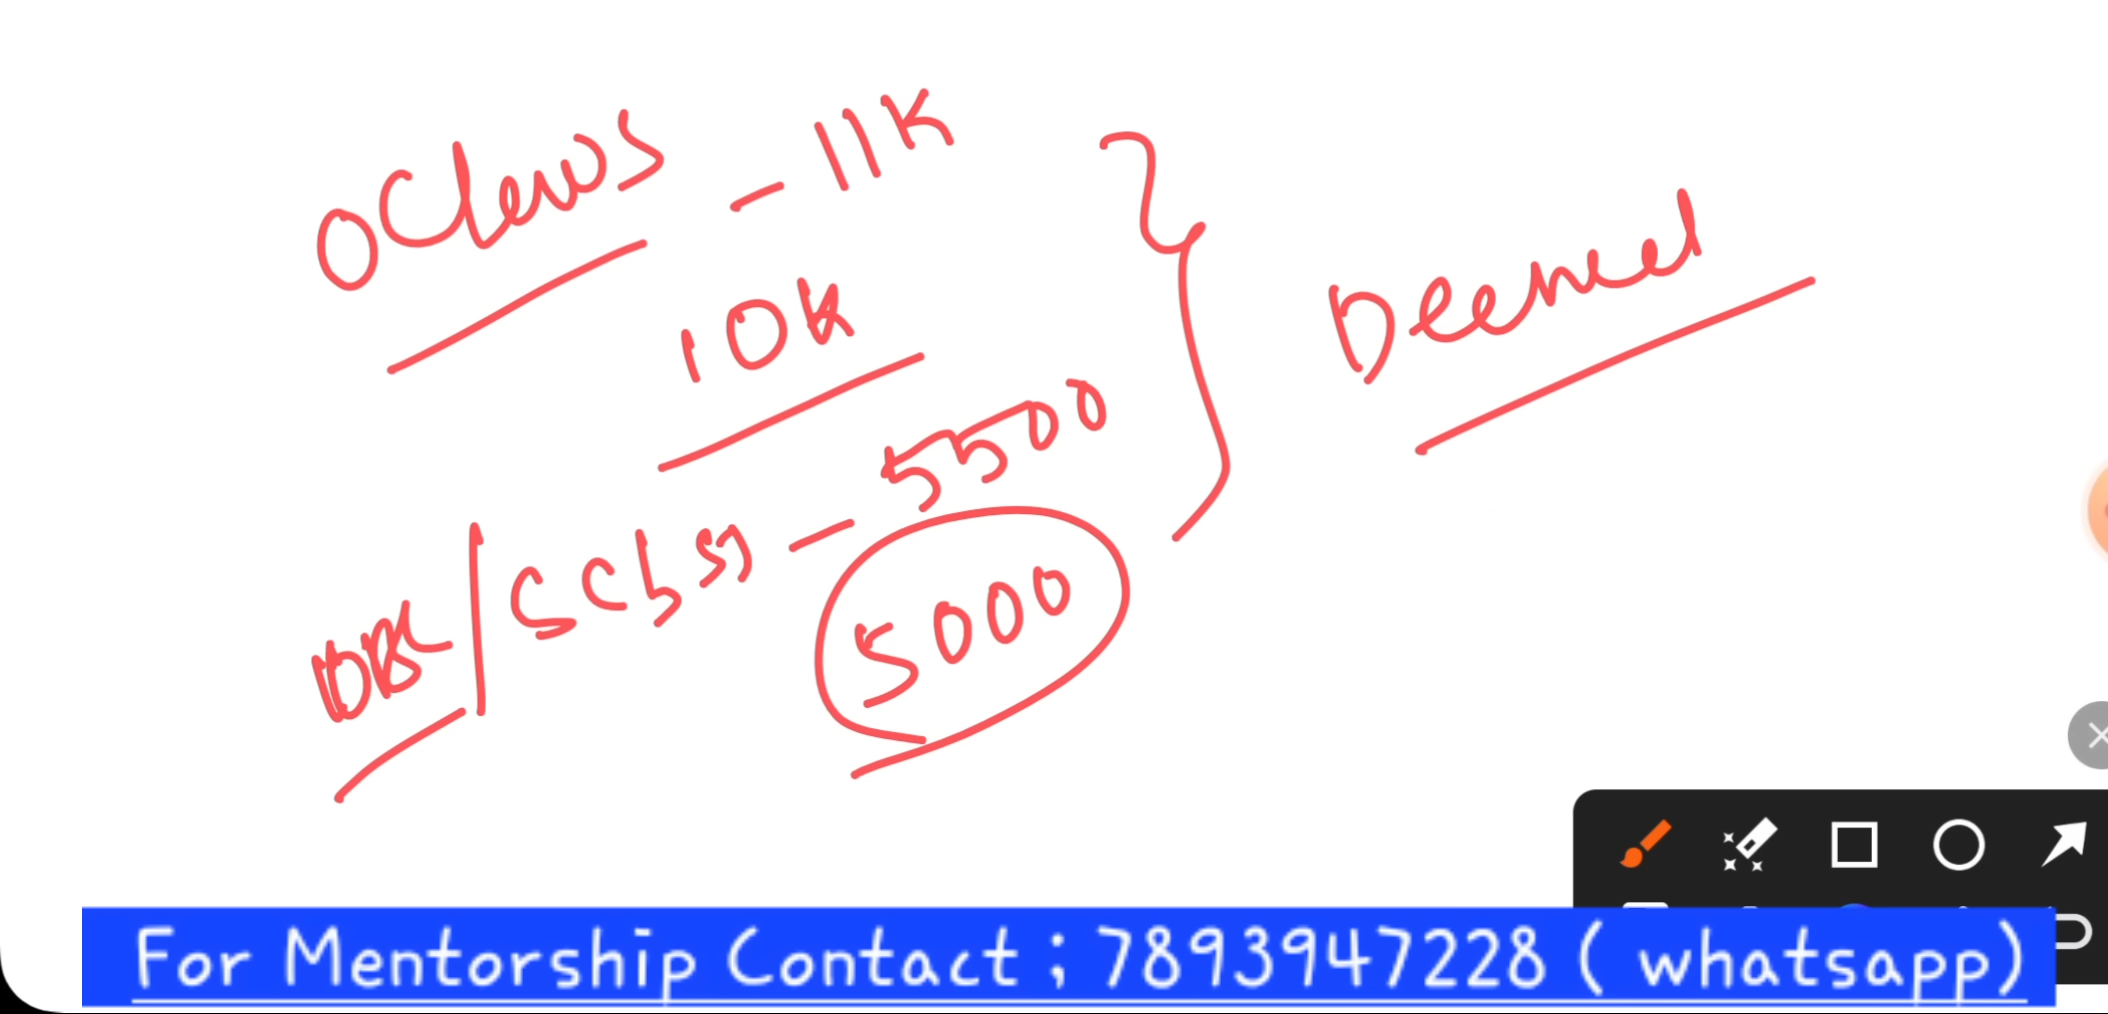 OC/ews - 11K
10K
OBC/SC/ST - 5500
5000
Deemed
For Mentorship Contact ; 7893947228 ( whatsapp)